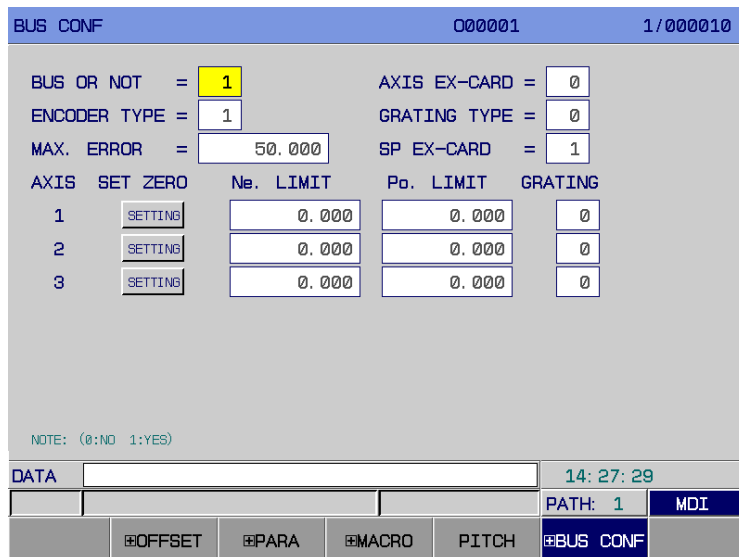 BUS CONF O00001 1/000010
BUS OR NOT = 1 AXIS EX-CARD = 0
ENCODER TYPE = 1 GRATING TYPE = 0
MAX. ERROR = 50.000 SP EX-CARD = 1
AXIS SET ZERO Ne. LIMIT Po. LIMIT GRATING
1 SETTING 0.000 0.000 0
2 SETTING 0.000 0.000 0
3 SETTING 0.000 0.000 0
NOTE: (0:NO 1:YES)
DATA 14:27:29
PATH: 1 MDI
⊞OFFSET ⊞PARA ⊞MACRO PITCH ⊞BUS CONF